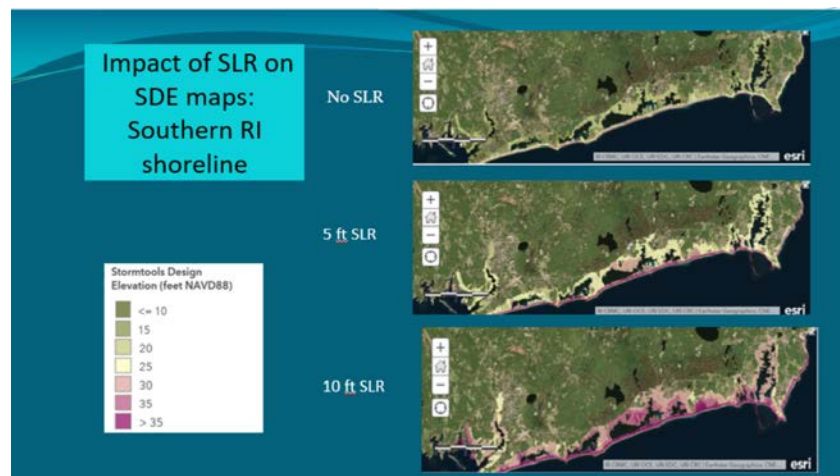 Impact of SLR on
SDE maps:
Southern RI
shoreline
No SLR
esri
5 ft SLR
esri
Stormtools Design
Elevation (feet NAVD88)
<= 10
15
20
25
30
35
> 35
10 ft SLR
esri